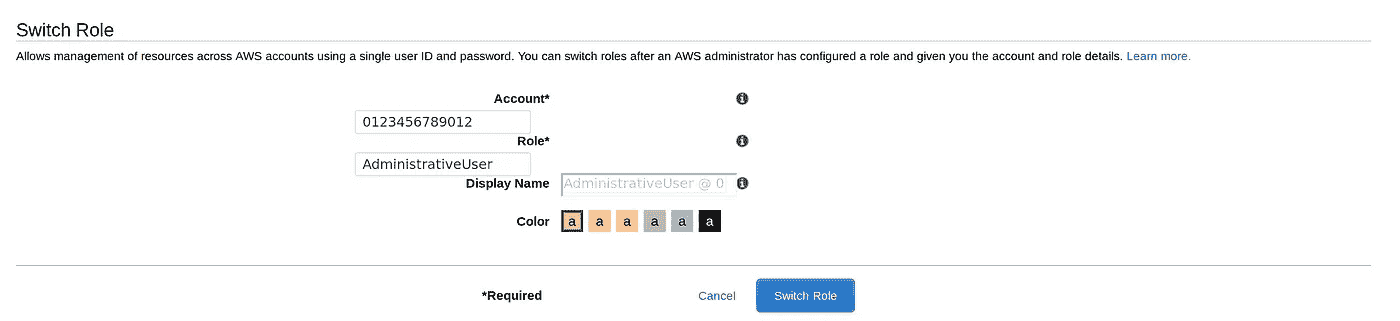 Switch Role
Allows management of resources across AWS accounts using a single user ID and password. You can switch roles after an AWS administrator has configured a role and given you the account and role details. Learn more.
Account*
0123456789012
Role*
AdministrativeUser
Display Name AdministrativeUser @ 0
Color a a a a a a
*Required Cancel Switch Role